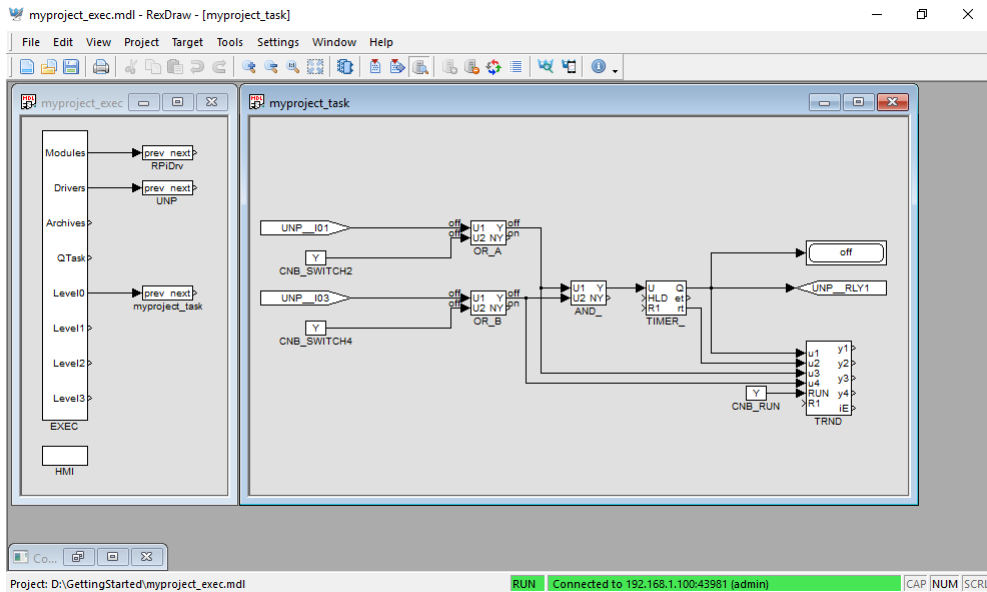 myproject_exec.mdl - RexDraw - [myproject_task]
File Edit View Project Target Tools Settings Window Help
myproject_exec
Modules
prev next
RPiDrv
Drivers
prev next
UNP
Archives
QTask
Level0
prev next
myproject_task
Level1
Level2
Level3
EXEC
HMI
myproject_task
UNP__I01
off off
off on
U1 Y
U2 NY
OR_A
Y
CNB_SWITCH2
UNP__I03
off off
off on
U1 Y
U2 NY
OR_B
Y
CNB_SWITCH4
U1 Y
U2 NY
AND_
U Q
HLD et
R1 rt
TIMER_
off
UNP__RLY1
u1 y1
u2 y2
u3 y3
u4 y4
RUN
R1 iE
TRND
Y
CNB_RUN
Co...
Project: D:\GettingStarted\myproject_exec.mdl RUN Connected to 192.168.1.100:43981 (admin) CAP NUM SCRL